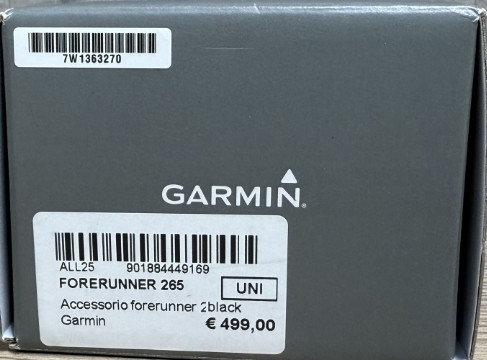 7W1363270
GARMIN
ALL25 901884449169
FORERUNNER 265
UNI
Accessorio forerunner 2black
Garmin
€ 499,00